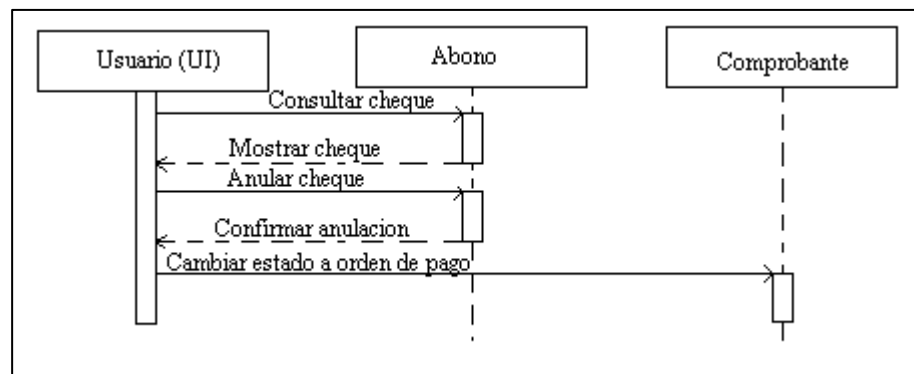 Usuario (UI)
Abono
Comprobante
Consultar cheque
Mostrar cheque
Anular cheque
Confirmar anulacion
Cambiar estado a orden de pago